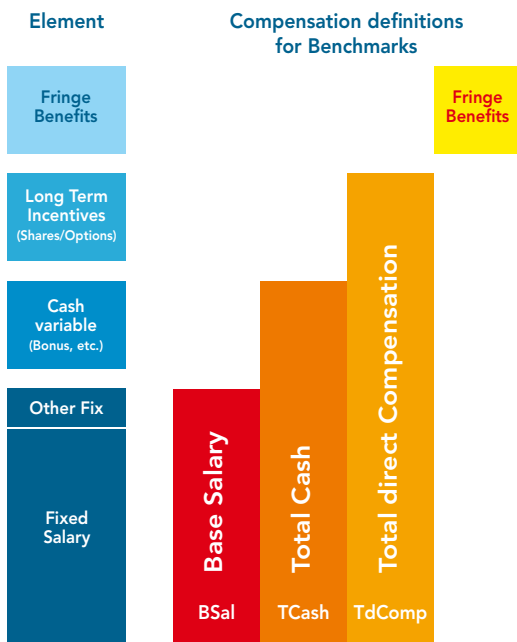 Element
Compensation definitions
for Benchmarks
Fringe
Benefits
Fringe
Benefits
Long Term
Incentives
(Shares/Options)
Cash
variable
(Bonus, etc.)
Other Fix
Fixed
Salary
Base Salary
Total Cash
Total direct Compensation
BSal
TCash
TdComp